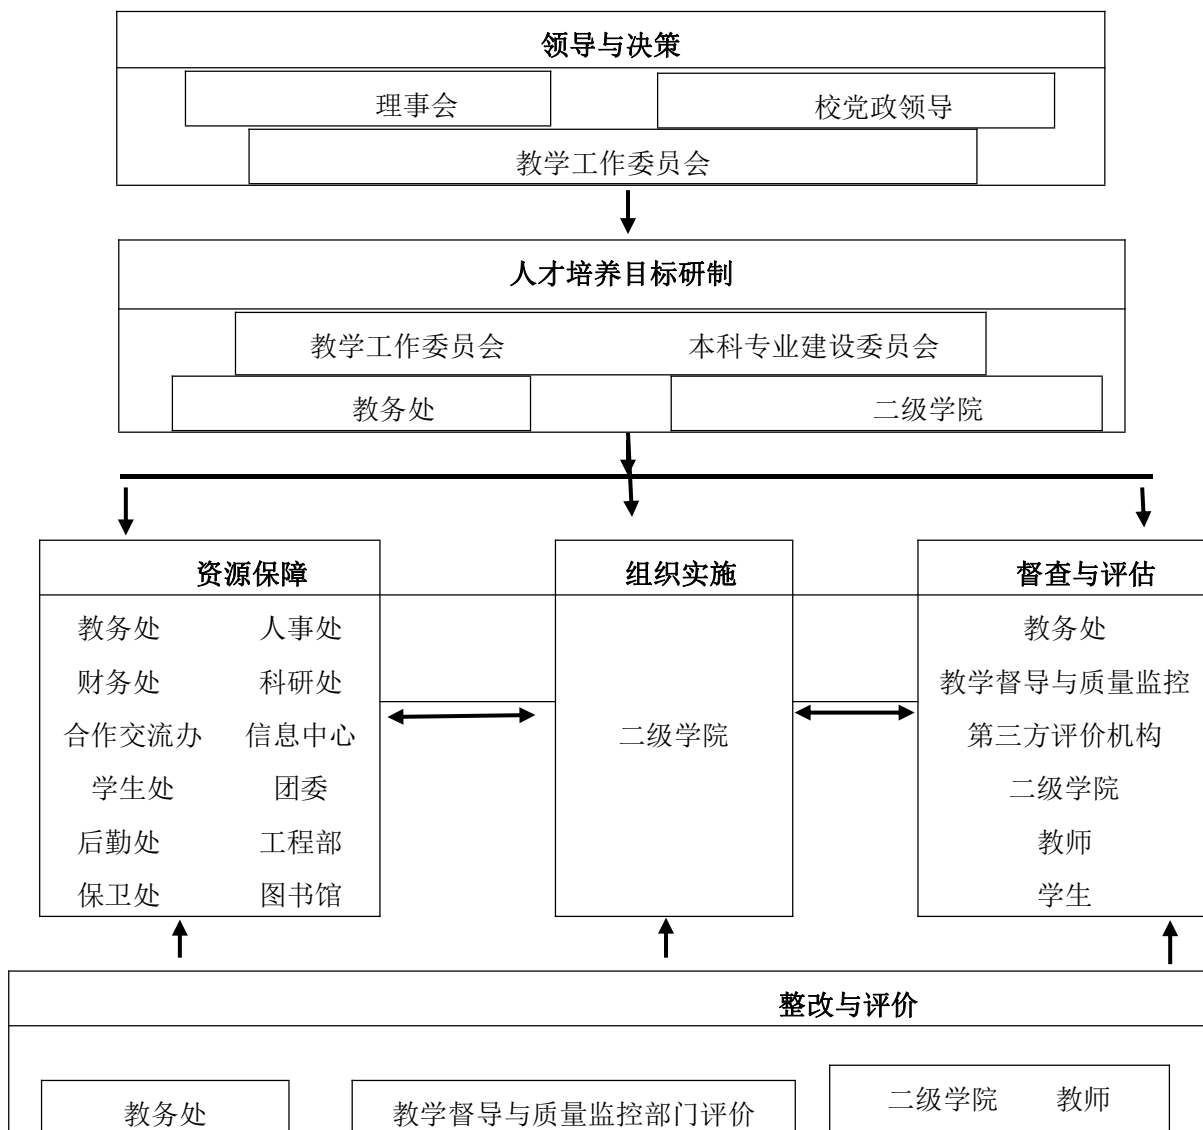 领导与决策
理事会 校党政领导
教学工作委员会
人才培养目标研制
教学工作委员会 本科专业建设委员会
教务处 二级学院
资源保障 组织实施 督查与评估
教务处 人事处 教务处
财务处 科研处 教学督导与质量监控
合作交流办 信息中心 二级学院 第三方评价机构
学生处 团委 二级学院
后勤处 工程部 教师
保卫处 图书馆 学生
整改与评价
教务处 教学督导与质量监控部门评价 二级学院 教师